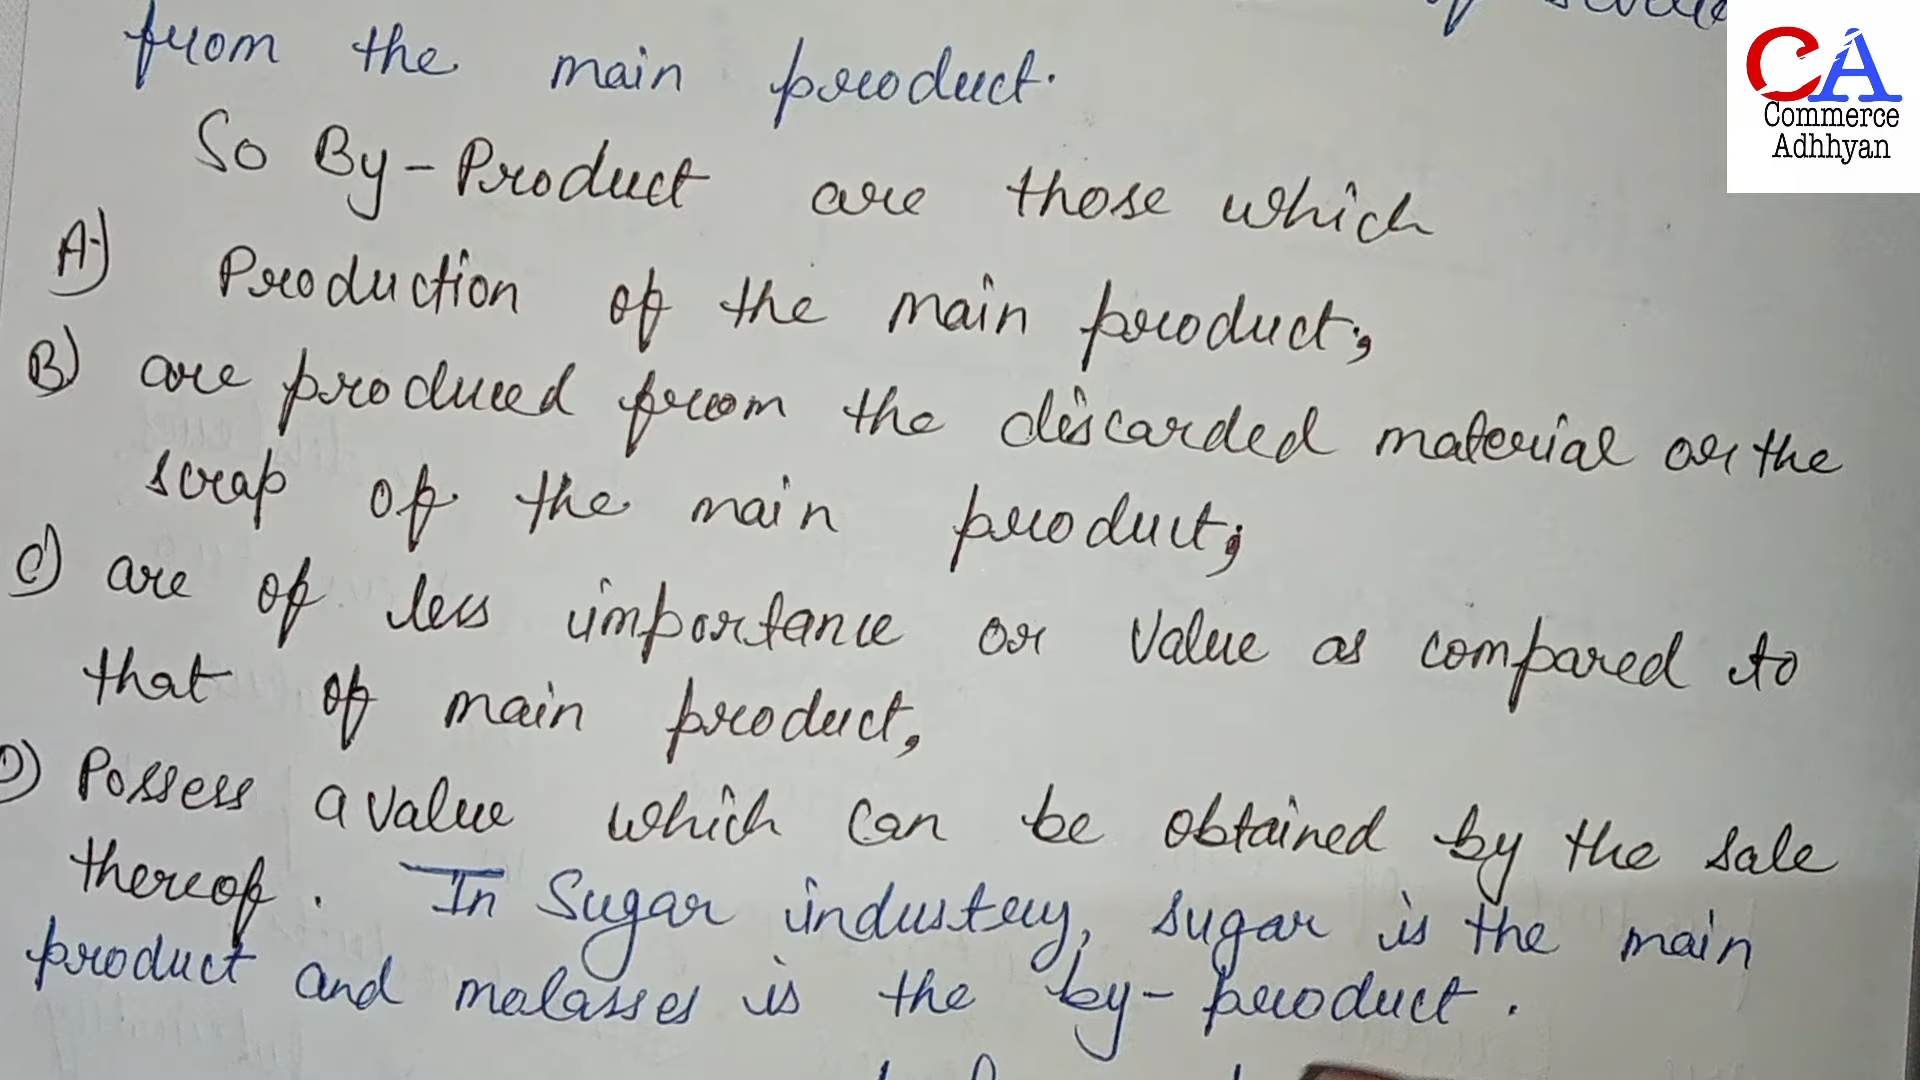 from the main product.
So By-Product are those which
A) Production of the main product;
B) are produced from the discarded material or the
scrap of the main product;
C) are of less importance or value as compared to
that of main product,
D) Possess a value which can be obtained by the sale
thereof. In Sugar industry, sugar is the main
product and molasses is the by-product.
CA
Commerce
Adhhyan